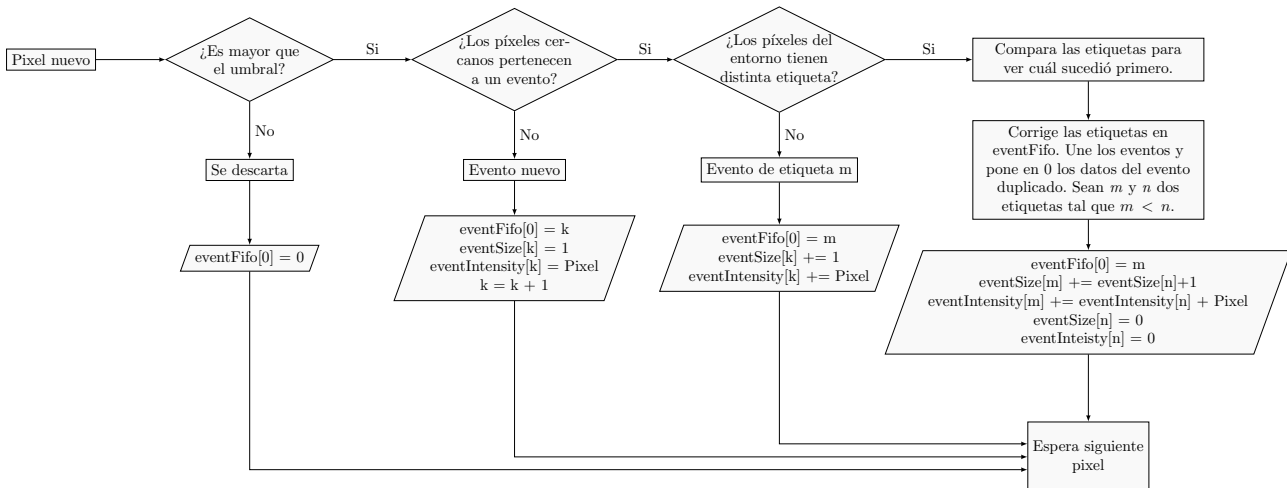 Pixel nuevo
¿Es mayor que
el umbral?
Si
¿Los píxeles cer-
canos pertenecen
a un evento?
Si
¿Los píxeles del
entorno tienen
distinta etiqueta?
Si
Compara las etiquetas para
ver cuál sucedió primero.
No
No
No
Corrige las etiquetas en
eventFifo. Une los eventos y
pone en 0 los datos del evento
duplicado. Sean m y n dos
etiquetas tal que m < n.
Se descarta
Evento nuevo
Evento de etiqueta m
eventFifo[0] = 0
eventFifo[0] = k
eventSize[k] = 1
eventIntensity[k] = Pixel
k = k + 1
eventFifo[0] = m
eventSize[k] += 1
eventIntensity[k] += Pixel
eventFifo[0] = m
eventSize[m] += eventSize[n]+1
eventIntensity[m] += eventIntensity[n] + Pixel
eventSize[n] = 0
eventInteisty[n] = 0
Espera siguiente
pixel